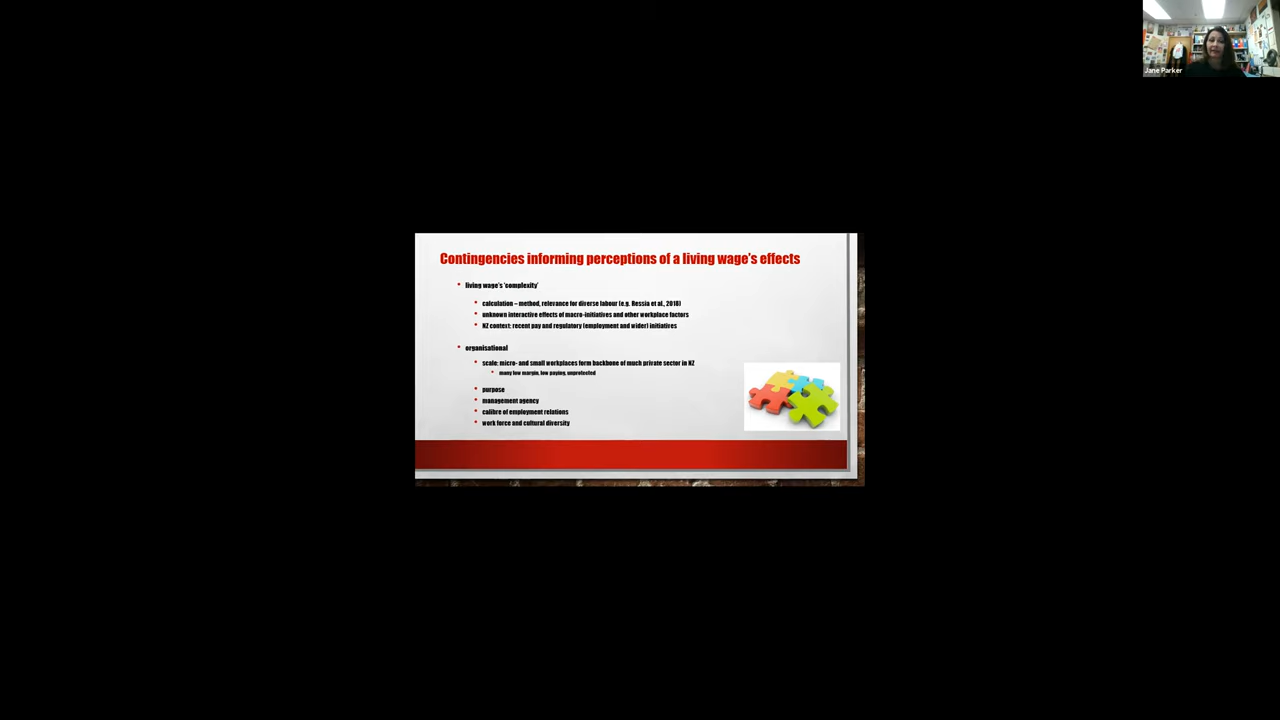 Jane Parker
Contingencies informing perceptions of a living wage's effects
living wage's 'complexity'
calculation – method, relevance for diverse labour (e.g. Bessia et al., 2018)
unknown interactive effects of macro-initiatives and other workplace factors
NZ context: recent pay and regulatory (employment and wider) initiatives
organisational
scale: micro- and small workplaces form backbone of much private sector in NZ
many low margin, low paying, unprotected
purpose
management agency
calibre of employment relations
work force and cultural diversity